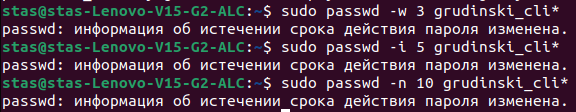 stas@stas-Lenovo-V15-G2-ALC:~$ sudo passwd -w 3 grudinski_cli*
passwd: информация об истечении срока действия пароля изменена.
stas@stas-Lenovo-V15-G2-ALC:~$ sudo passwd -i 5 grudinski_cli*
passwd: информация об истечении срока действия пароля изменена.
stas@stas-Lenovo-V15-G2-ALC:~$ sudo passwd -n 10 grudinski_cli*
passwd: информация об истечении срока действия пароля изменена.